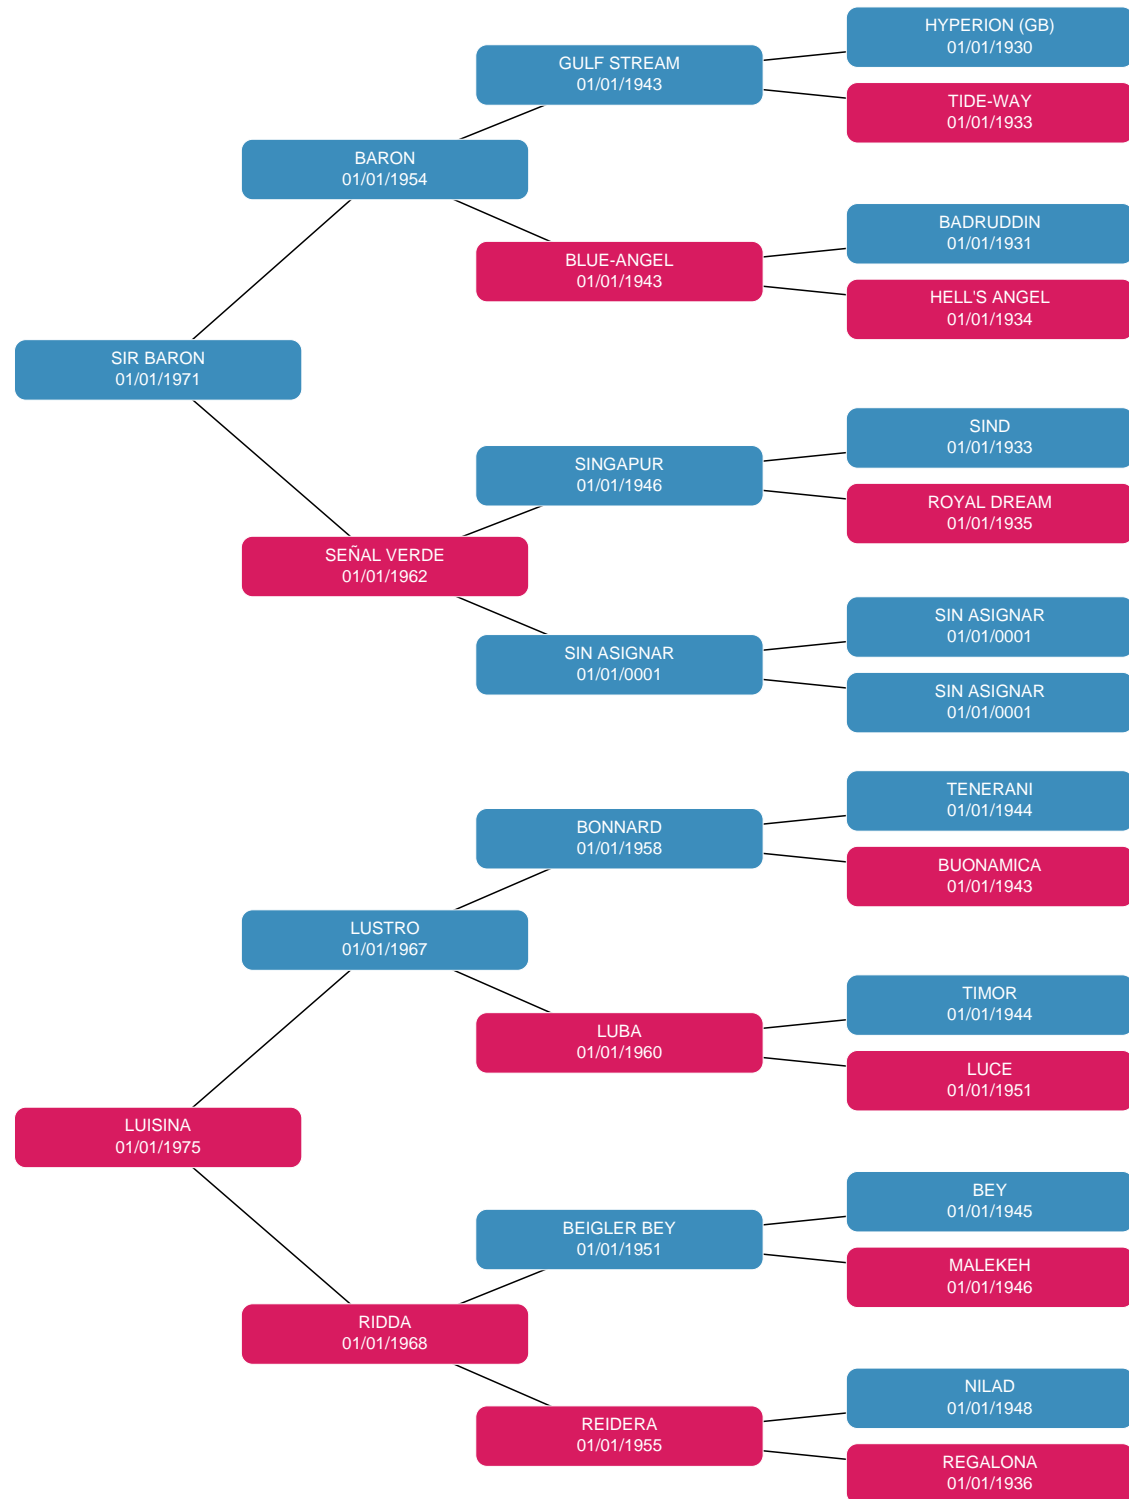 HYPERION (GB)
01/01/1930
GULF STREAM
01/01/1943
TIDE-WAY
01/01/1933
BARON
01/01/1954
BADRUDDIN
01/01/1931
BLUE-ANGEL
01/01/1943
HELL'S ANGEL
01/01/1934
SIR BARON
01/01/1971
SIND
01/01/1933
SINGAPUR
01/01/1946
ROYAL DREAM
01/01/1935
SEÑAL VERDE
01/01/1962
SIN ASIGNAR
01/01/0001
SIN ASIGNAR
01/01/0001
SIN ASIGNAR
01/01/0001
TENERANI
01/01/1944
BONNARD
01/01/1958
BUONAMICA
01/01/1943
LUSTRO
01/01/1967
TIMOR
01/01/1944
LUBA
01/01/1960
LUCE
01/01/1951
LUISINA
01/01/1975
BEY
01/01/1945
BEIGLER BEY
01/01/1951
MALEKEH
01/01/1946
RIDDA
01/01/1968
NILAD
01/01/1948
REIDERA
01/01/1955
REGALONA
01/01/1936